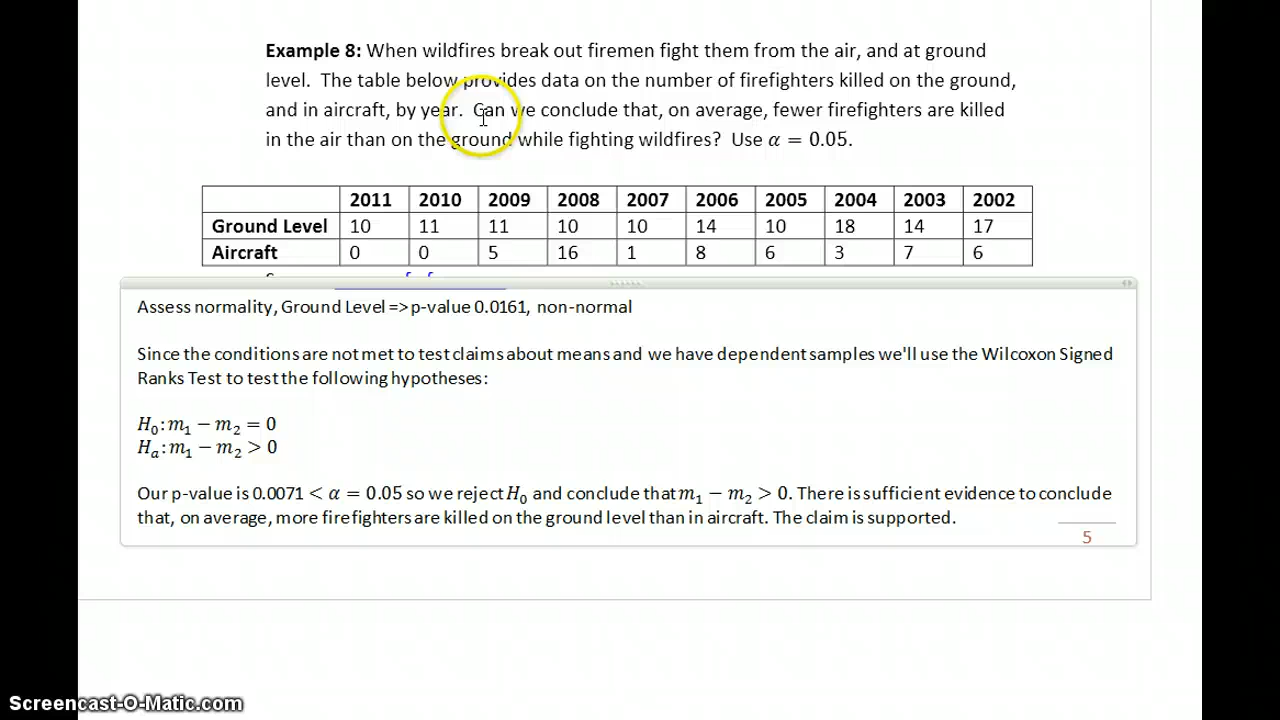 Example 8: When wildfires break out firemen fight them from the air, and at ground
level. The table below provides data on the number of firefighters killed on the ground,
and in aircraft, by year. Can we conclude that, on average, fewer firefighters are killed
in the air than on the ground while fighting wildfires? Use α = 0.05.
2011 2010 2009 2008 2007 2006 2005 2004 2003 2002
Ground Level 10 11 11 10 10 14 10 18 14 17
Aircraft 0 0 5 16 1 8 6 3 7 6
Assess normality, Ground Level => p-value 0.0161, non-normal
Since the conditions are not met to test claims about means and we have dependent samples we'll use the Wilcoxon Signed
Ranks Test to test the following hypotheses:
H₀: m₁ − m₂ = 0
Hₐ: m₁ − m₂ > 0
Our p-value is 0.0071 < α = 0.05 so we reject H₀ and conclude that m₁ − m₂ > 0. There is sufficient evidence to conclude
that, on average, more firefighters are killed on the ground level than in aircraft. The claim is supported.
5
Screencast-O-Matic.com